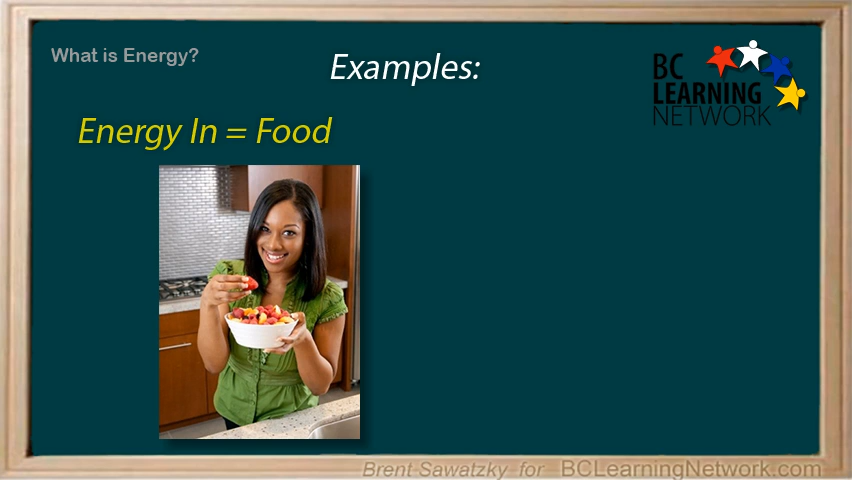 What is Energy?
Examples:
BC
LEARNING
NETWORK
Energy In = Food
Brent Sawatzky for BCLearningNetwork.com